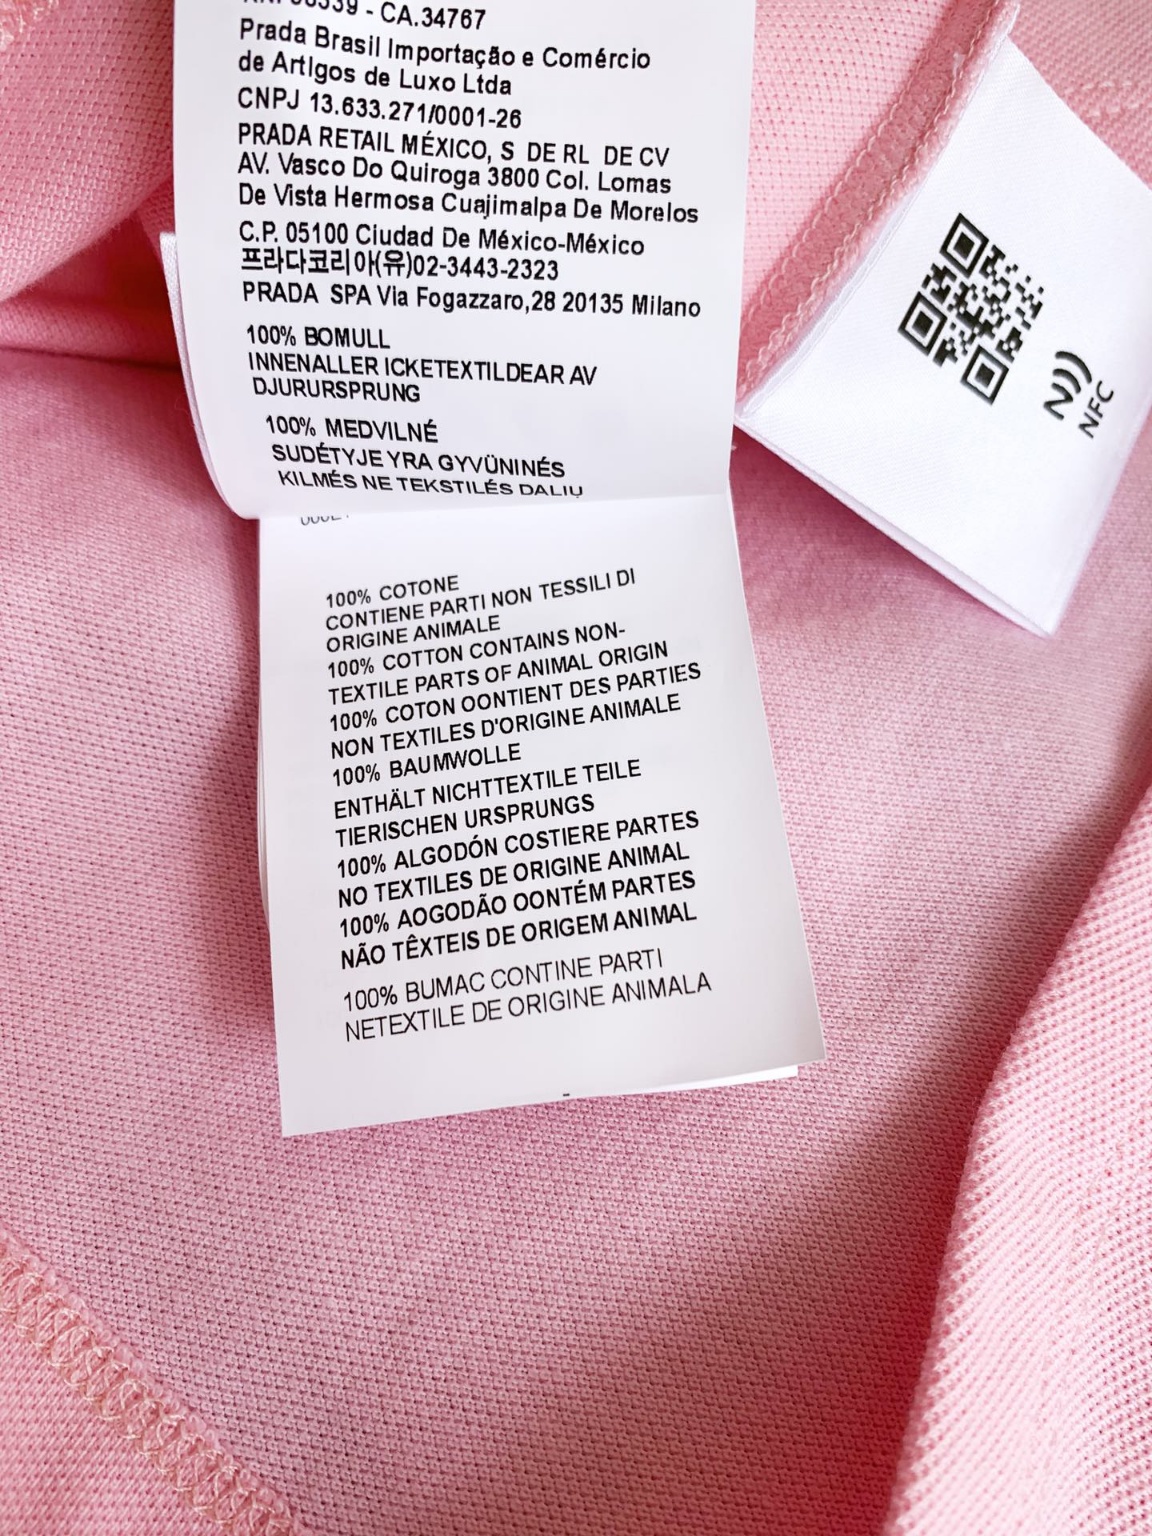 - CA.34767
Prada Brasil Importação e Comércio
de ArtIgos de Luxo Ltda
CNPJ 13.633.271/0001-26
PRADA RETAIL MÉXICO, S DE RL DE CV
AV. Vasco Do Quiroga 3800 Col. Lomas
De Vista Hermosa Cuajimalpa De Morelos
C.P. 05100 Ciudad De México-México
프라다코리아(유)02-3443-2323
PRADA SPA Via Fogazzaro,28 20135 Milano
100% BOMULL
INNENALLER ICKETEXTILDEAR AV
DJURURSPRUNG
100% MEDVILNÉ
SUDÉTYJE YRA GYVÜNINÉS
KILMÉS NE TEKSTILÉS DALIŲ
100% COTONE
CONTIENE PARTI NON TESSILI DI
ORIGINE ANIMALE
100% COTTON CONTAINS NON-
TEXTILE PARTS OF ANIMAL ORIGIN
100% COTON OONTIENT DES PARTIES
NON TEXTILES D'ORIGINE ANIMALE
100% BAUMWOLLE
ENTHÄLT NICHTTEXTILE TEILE
TIERISCHEN URSPRUNGS
100% ALGODÓN COSTIERE PARTES
NO TEXTILES DE ORIGINE ANIMAL
100% AOGODÃO OONTÉM PARTES
NÃO TÊXTEIS DE ORIGEM ANIMAL
100% BUMAC CONTINE PARTI
NETEXTILE DE ORIGINE ANIMALA
NFC